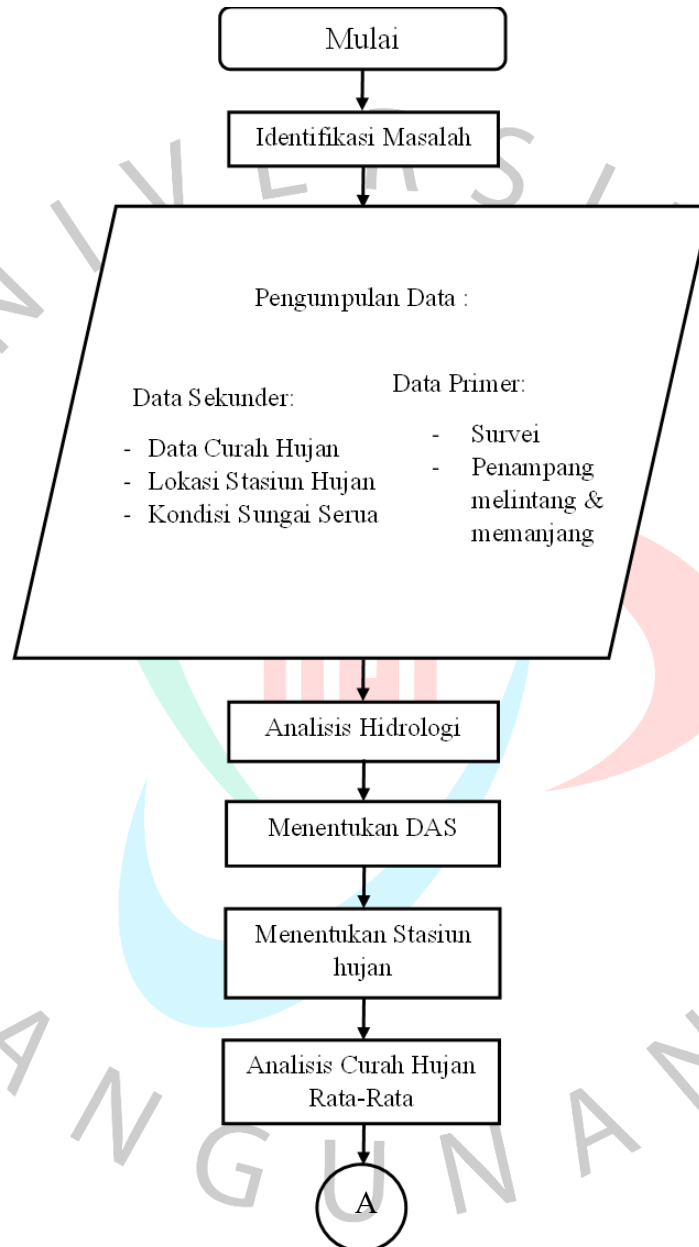 Mulai
Identifikasi Masalah
Pengumpulan Data :
Data Sekunder:
- Data Curah Hujan
- Lokasi Stasiun Hujan
- Kondisi Sungai Serua
Data Primer:
- Survei
- Penampang
melintang &
memanjang
Analisis Hidrologi
Menentukan DAS
Menentukan Stasiun
hujan
Analisis Curah Hujan
Rata-Rata
A